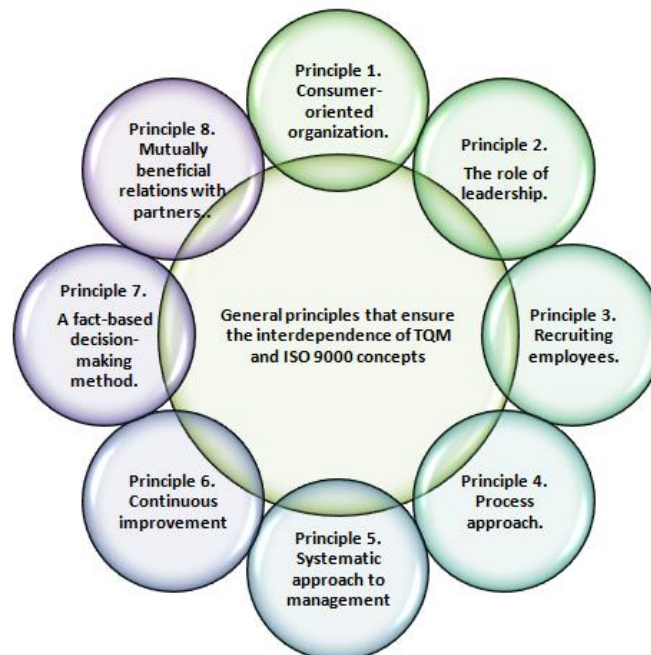 Principle 1.
Consumer-
oriented
organization.
Principle 2.
The role of
leadership.
Principle 3.
Recruiting
employees.
Principle 4.
Process
approach.
Principle 5.
Systematic
approach to
management
Principle 6.
Continuous
improvement
Principle 7.
A fact-based
decision-
making
method.
Principle 8.
Mutually
beneficial
relations with
partners..
General principles that ensure
the interdependence of TQM
and ISO 9000 concepts